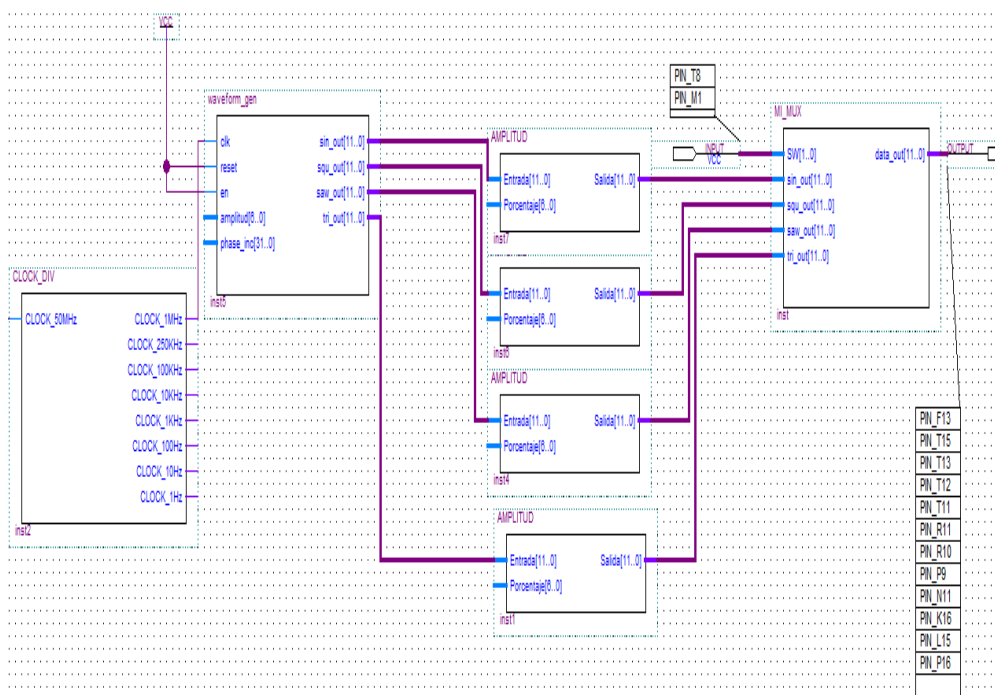 VCC
waveform_gen
clk
reset
en
amplitud[6..0]
phase_inc[31..0]
sin_out[11..0]
squ_out[11..0]
saw_out[11..0]
tri_out[11..0]
inst5
CLOCK_DIV
CLOCK_50MHz
CLOCK_1MHz
CLOCK_250KHz
CLOCK_100KHz
CLOCK_10KHz
CLOCK_1KHz
CLOCK_100Hz
CLOCK_10Hz
CLOCK_1Hz
inst2
AMPLITUD
Entrada[11..0]
Porcentaje[6..0]
Salida[11..0]
inst7
Entrada[11..0]
Porcentaje[6..0]
Salida[11..0]
inst6
AMPLITUD
Entrada[11..0]
Porcentaje[6..0]
Salida[11..0]
inst4
AMPLITUD
Entrada[11..0]
Porcentaje[6..0]
Salida[11..0]
inst1
PIN_T8
PIN_M1
INPUT
VCC
MI_MUX
SW[1..0]
sin_out[11..0]
squ_out[11..0]
saw_out[11..0]
tri_out[11..0]
data_out[11..0]
inst
OUTPUT
PIN_F13
PIN_T15
PIN_T13
PIN_T12
PIN_T11
PIN_R11
PIN_R10
PIN_P9
PIN_N11
PIN_K16
PIN_L15
PIN_P16